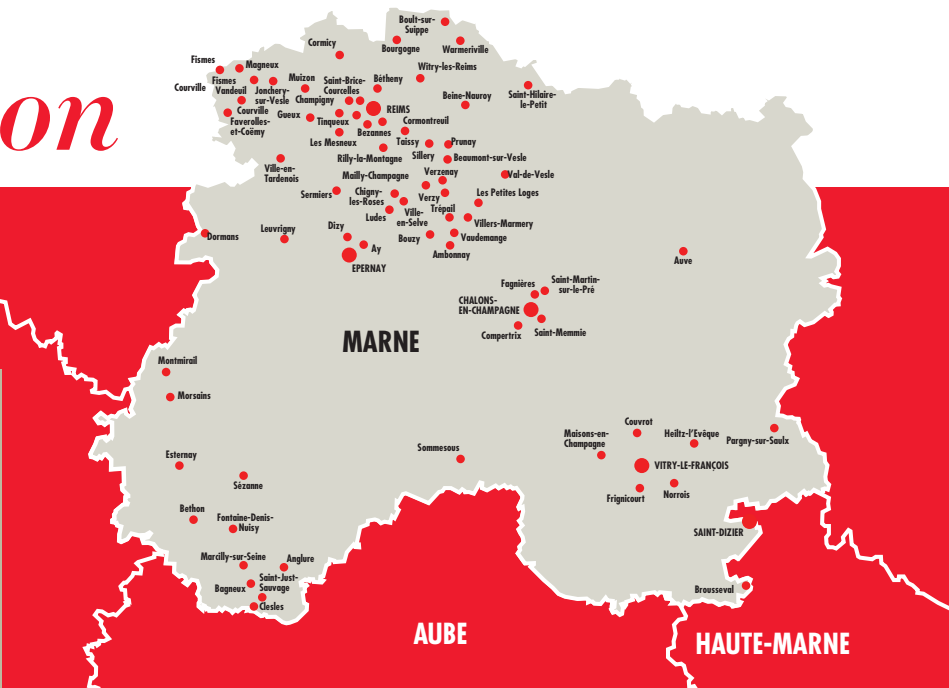 Boult-sur-
Suippe
Cormicy
Bourgogne
Warmeriville
Fismes
Magneux
Witry-les-Reims
Courville
Fismes
Vandeuil
Jonchery-
sur-Vesle
Muizon
Saint-Brice-
Courcelles
Bétheny
Champigny
Beine-Nauroy
Saint-Hilaire-
le-Petit
on
Courville
Faverolles-
et-Coëmy
Gueux
Tinqueux
REIMS
Bezannes
Cormontreuil
Les Mesneux
Taissy
Prunay
Rilly-la-Montagne
Sillery
Beaumont-sur-Vesle
Ville-en-
Tardenois
Mailly-Champagne
Verzenay
Val-de-Vesle
Sermiers
Chigny-
les-Roses
Verzy
Les Petites Loges
Ludes
Ville-
en-Selve
Trépail
Villers-Marmery
Dormans
Leuvrigny
Dizy
Ay
Bouzy
Vaudemange
Ambonnay
EPERNAY
Auve
Fagnières
Saint-Martin-
sur-le-Pré
CHALONS-
EN-CHAMPAGNE
Compertrix
Saint-Memmie
MARNE
Montmirail
Morsains
Couvrot
Maisons-en-
Champagne
Heiltz-l'Evêque
Pargny-sur-Saulx
Sommesous
Esternay
VITRY-LE-FRANÇOIS
Sézanne
Frignicourt
Norrois
Bethon
Fontaine-Denis-
Nuisy
SAINT-DIZIER
Marcilly-sur-Seine
Anglure
Bagneux
Saint-Just-
Sauvage
Clesles
Brousseval
AUBE
HAUTE-MARNE